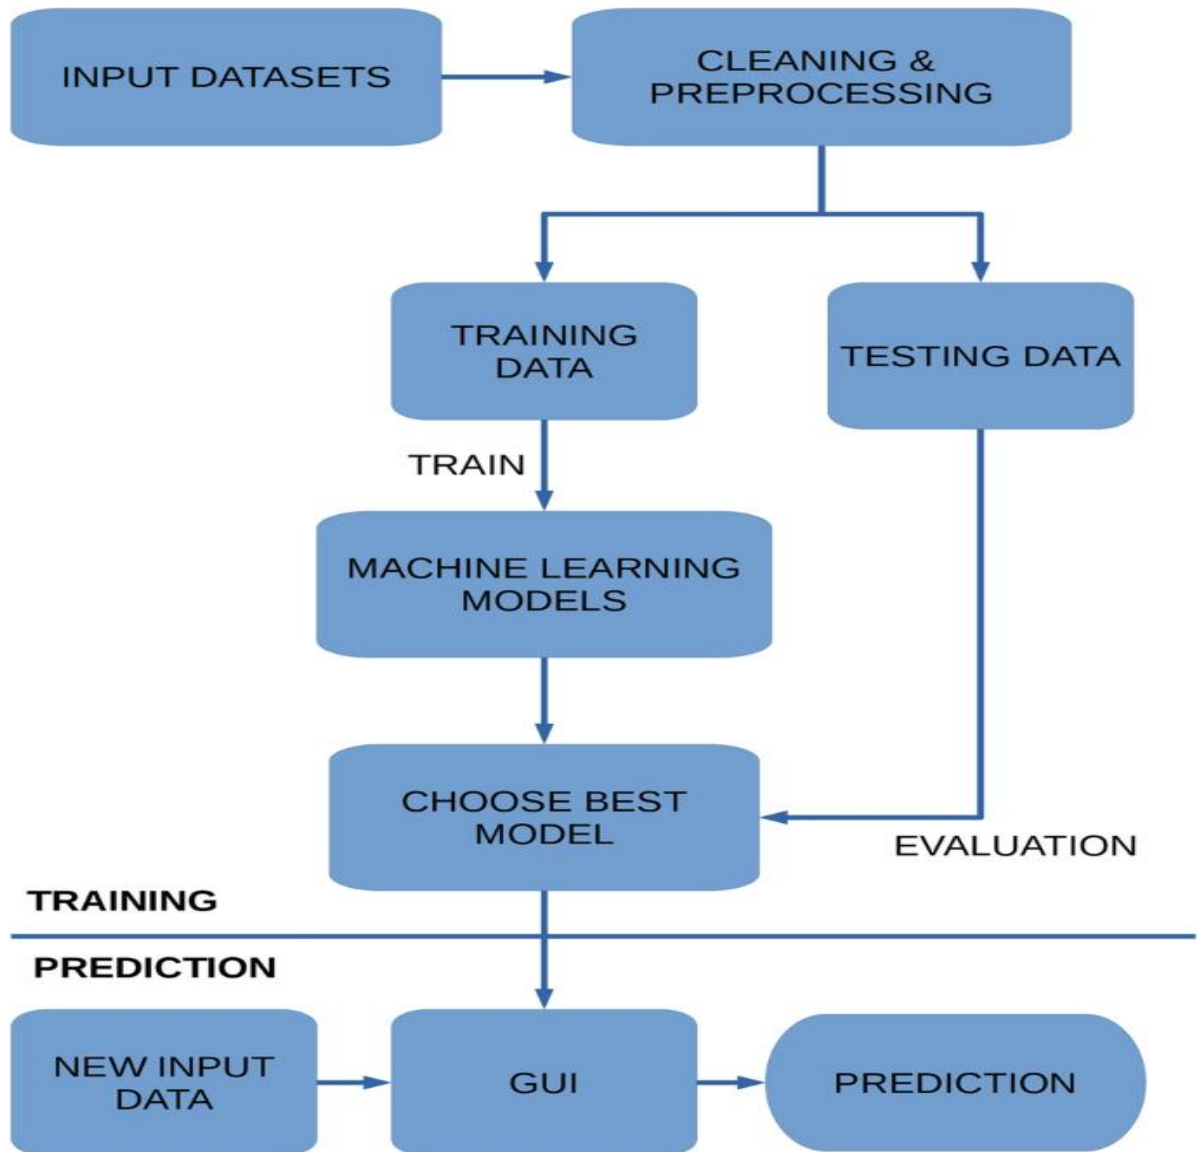 INPUT DATASETS
CLEANING &
PREPROCESSING
TRAINING
DATA
TESTING DATA
TRAIN
MACHINE LEARNING
MODELS
CHOOSE BEST
MODEL
EVALUATION
TRAINING
PREDICTION
NEW INPUT
DATA
GUI
PREDICTION